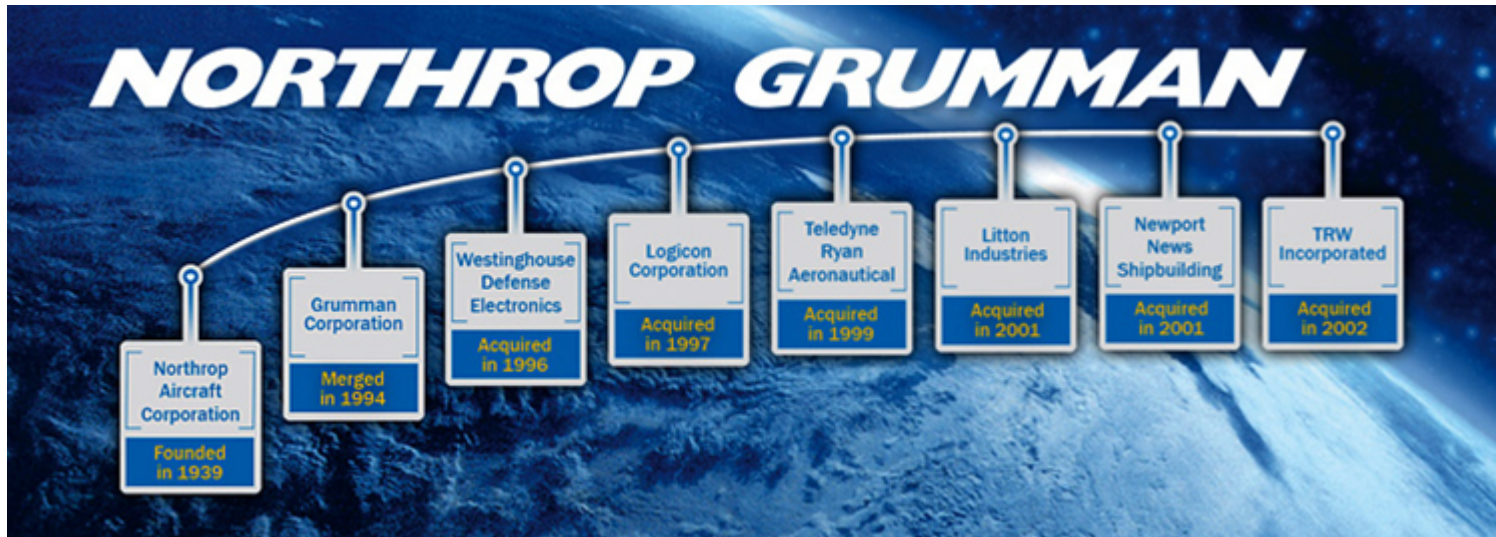 NORTHROP GRUMMAN
Northrop
Aircraft
Corporation
Founded
in 1939
Grumman
Corporation
Merged
in 1994
Westinghouse
Defense
Electronics
Acquired
in 1996
Logicon
Corporation
Acquired
in 1997
Teledyne
Ryan
Aeronautical
Acquired
in 1999
Litton
Industries
Acquired
in 2001
Newport
News
Shipbuilding
Acquired
in 2001
TRW
Incorporated
Acquired
in 2002